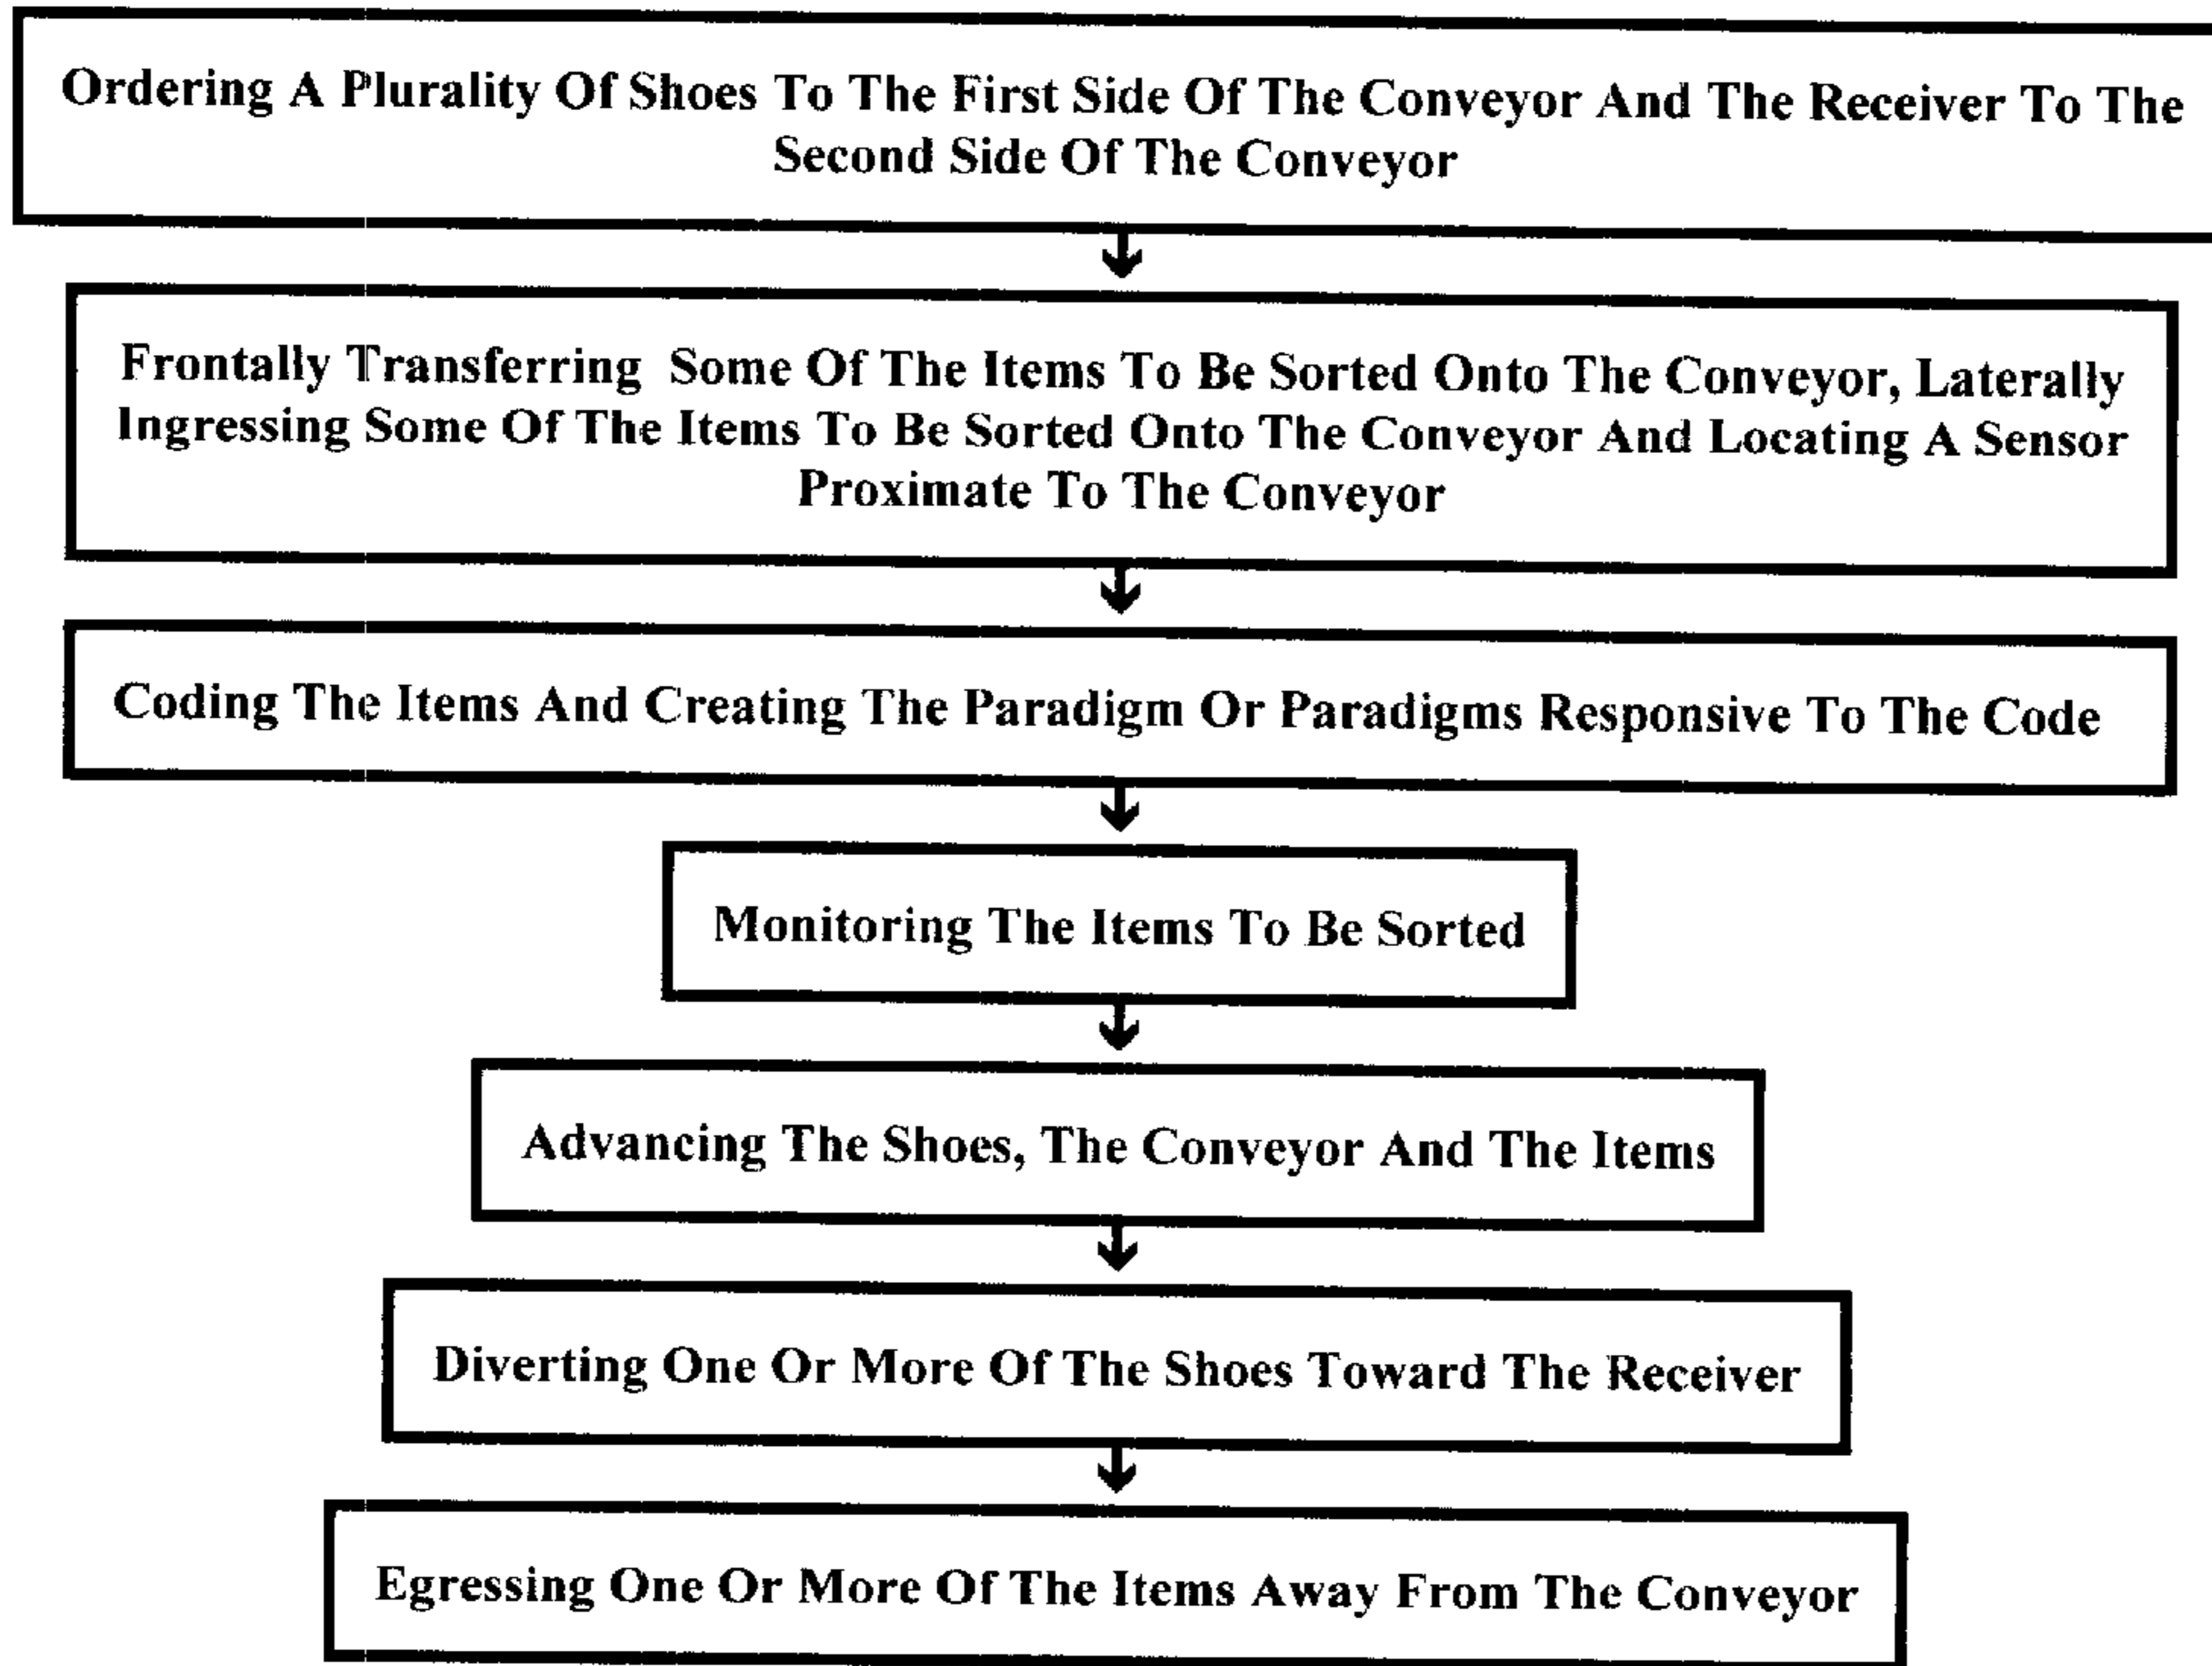 Ordering A Plurality Of Shoes To The First Side Of The Conveyor And The Receiver To The
Second Side Of The Conveyor
Frontally Transferring Some Of The Items To Be Sorted Onto The Conveyor, Laterally
Ingressing Some Of The Items To Be Sorted Onto The Conveyor And Locating A Sensor
Proximate To The Conveyor
Coding The Items And Creating The Paradigm Or Paradigms Responsive To The Code
Monitoring The Items To Be Sorted
Advancing The Shoes, The Conveyor And The Items
Diverting One Or More Of The Shoes Toward The Receiver
Egressing One Or More Of The Items Away From The Conveyor